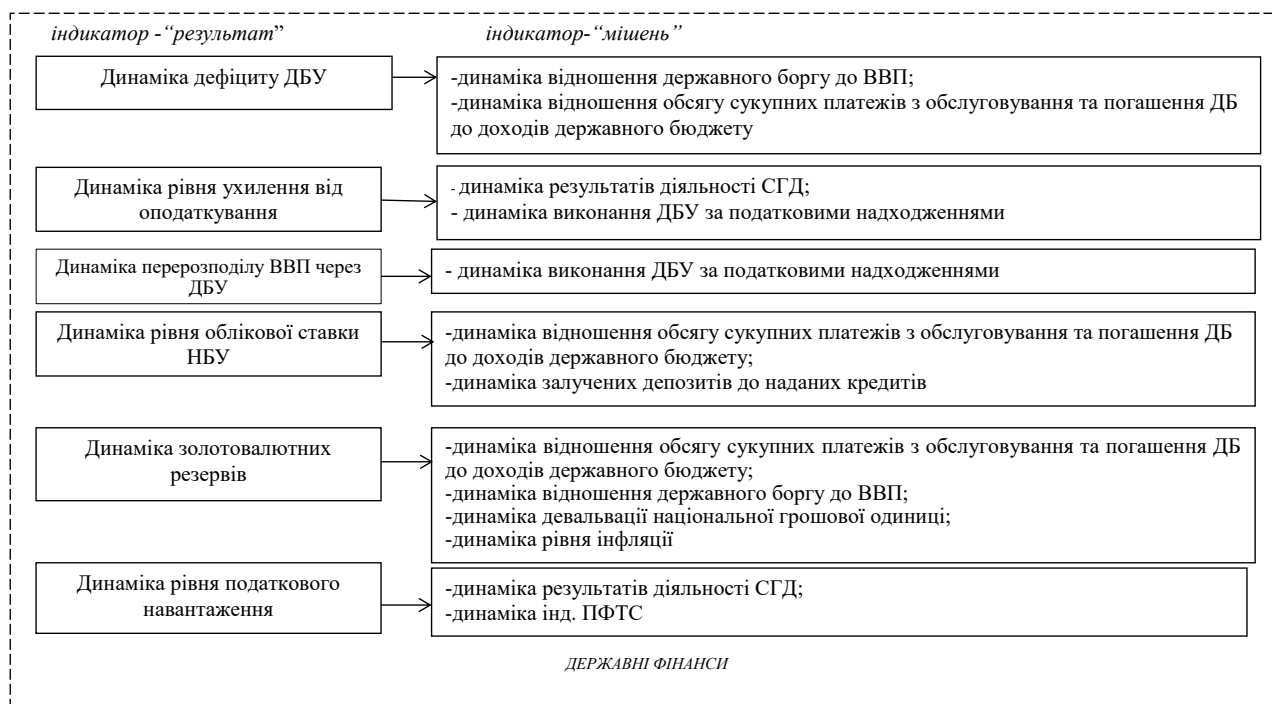 індикатор -“результат”
індикатор-“мішень”
Динаміка дефіциту ДБУ
-динаміка відношення державного боргу до ВВП;
-динаміка відношення обсягу сукупних платежів з обслуговування та погашення ДБ
до доходів державного бюджету
Динаміка рівня ухилення від
оподаткування
- динаміка результатів діяльності СГД;
- динаміка виконання ДБУ за податковими надходженнями
Динаміка перерозподілу ВВП через
ДБУ
- динаміка виконання ДБУ за податковими надходженнями
Динаміка рівня облікової ставки
НБУ
-динаміка відношення обсягу сукупних платежів з обслуговування та погашення ДБ
до доходів державного бюджету;
-динаміка залучених депозитів до наданих кредитів
Динаміка золотовалютних
резервів
-динаміка відношення обсягу сукупних платежів з обслуговування та погашення ДБ
до доходів державного бюджету;
-динаміка відношення державного боргу до ВВП;
-динаміка девальвації національної грошової одиниці;
-динаміка рівня інфляції
Динаміка рівня податкового
навантаження
-динаміка результатів діяльності СГД;
-динаміка інд. ПФТС
ДЕРЖАВНІ ФІНАНСИ